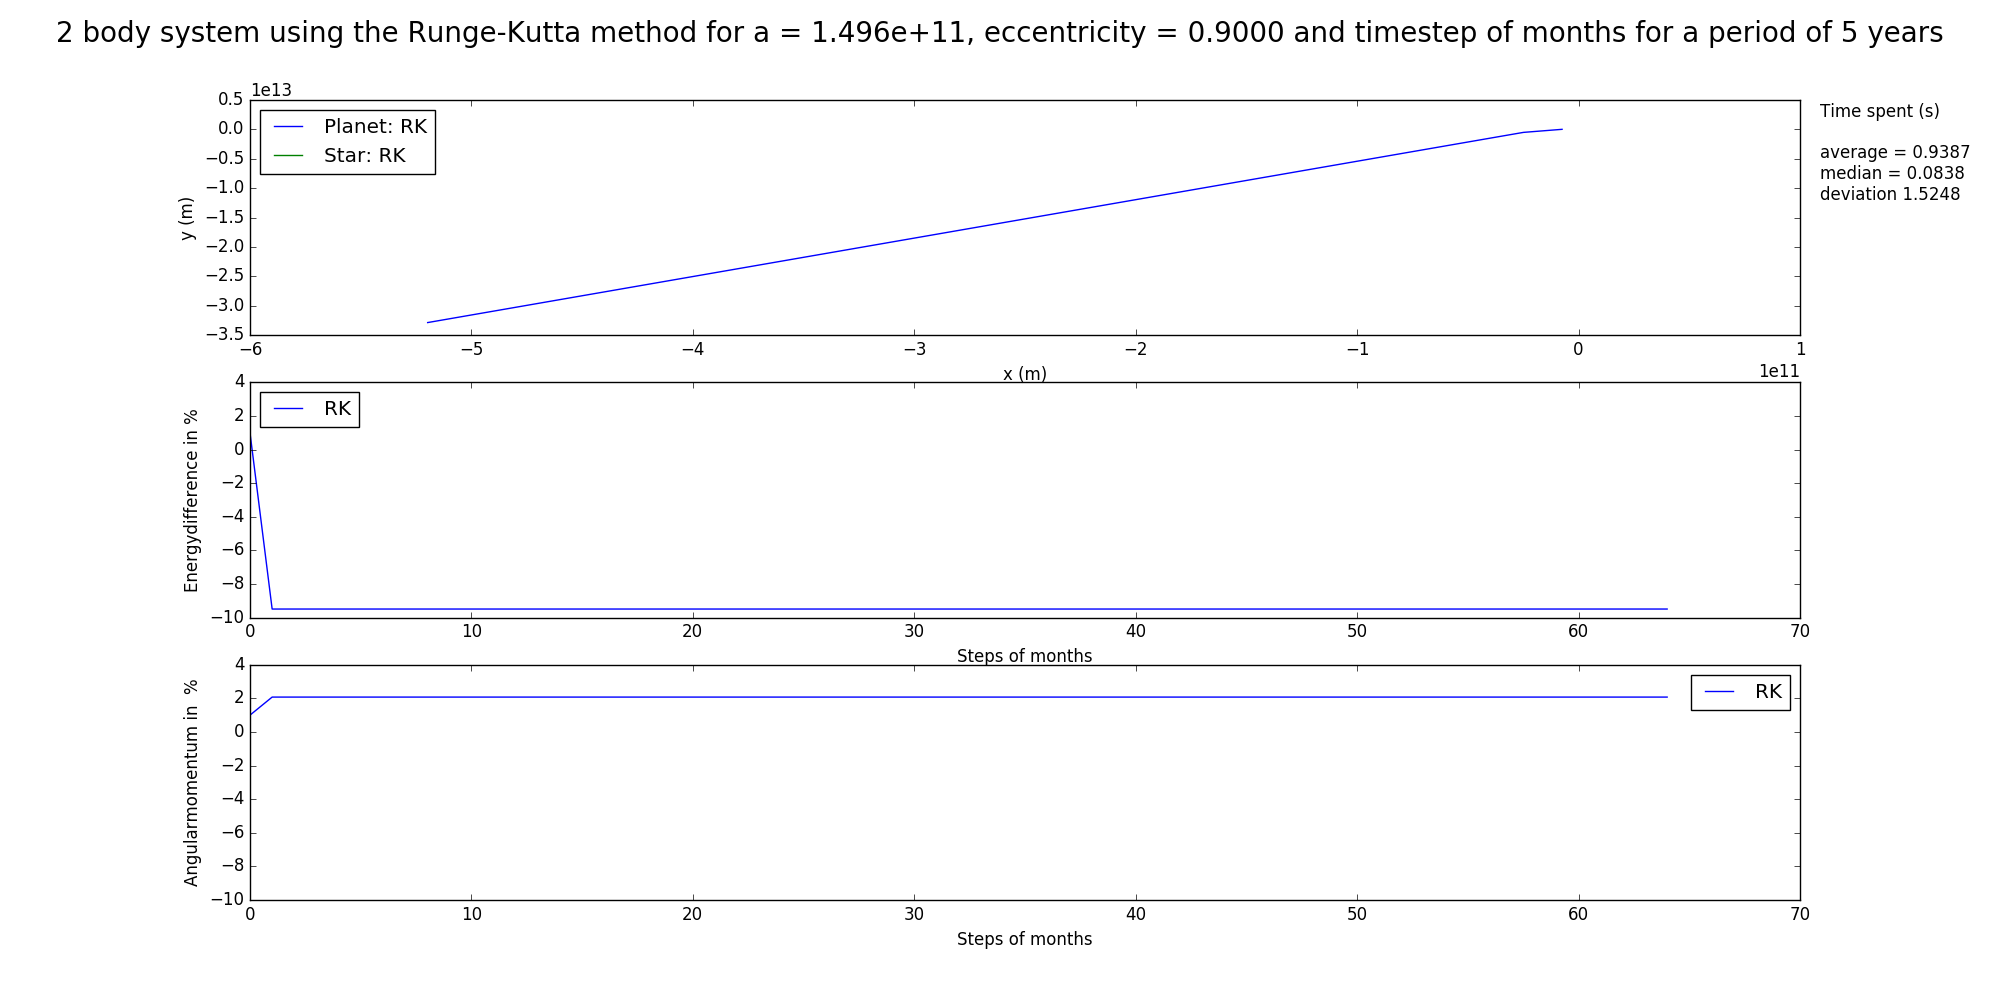 2 body system using the Runge-Kutta method for a = 1.496e+11, eccentricity = 0.9000 and timestep of months for a period of 5 years
1e13
0.5
0.0
−0.5
−1.0
−1.5
−2.0
−2.5
−3.0
−3.5
y (m)
Planet: RK
Star: RK
−6 −5 −4 −3 −2 −1 0 1
x (m)
1e11
Time spent (s)
average = 0.9387
median = 0.0838
deviation 1.5248
4
2
0
−2
−4
−6
−8
−10
Energydifference in %
RK
0 10 20 30 40 50 60 70
Steps of months
4
2
0
−2
−4
−6
−8
−10
Angularmomentum in %
RK
0 10 20 30 40 50 60 70
Steps of months